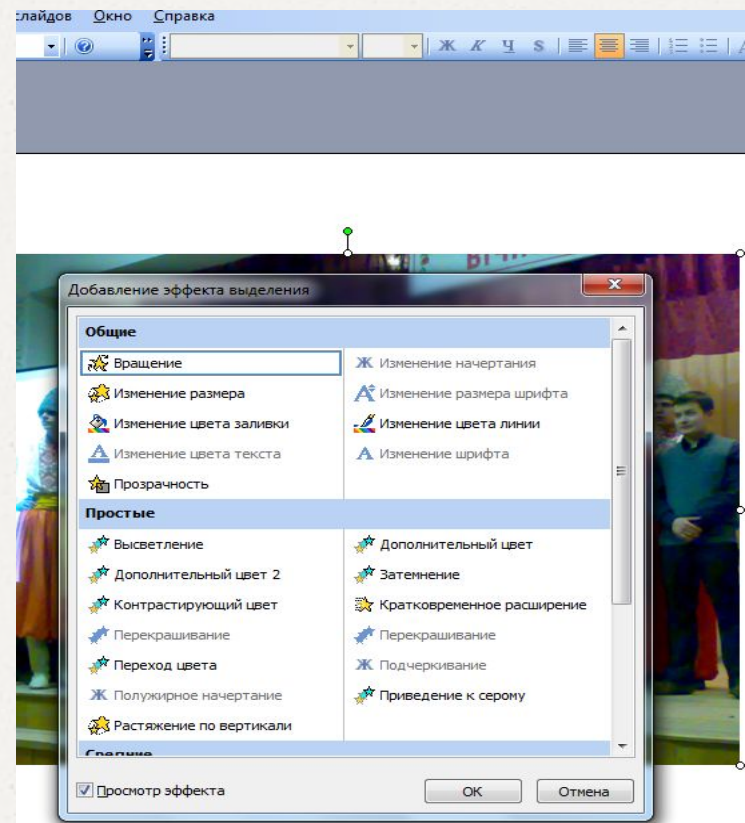 слайдов Окно Справка
Ж К Ч S
Добавление эффекта выделения
Общие
Вращение Ж Изменение начертания
Изменение размера А Изменение размера шрифта
Изменение цвета заливки Изменение цвета линии
А Изменение цвета текста А Изменение шрифта
Прозрачность
Простые
Высветление Дополнительный цвет
Дополнительный цвет 2 Затемнение
Контрастирующий цвет Кратковременное расширение
Перекрашивание Перекрашивание
Переход цвета Ж Подчеркивание
Ж Полужирное начертание Приведение к серому
Растяжение по вертикали
Средние
Просмотр эффекта ОК Отмена